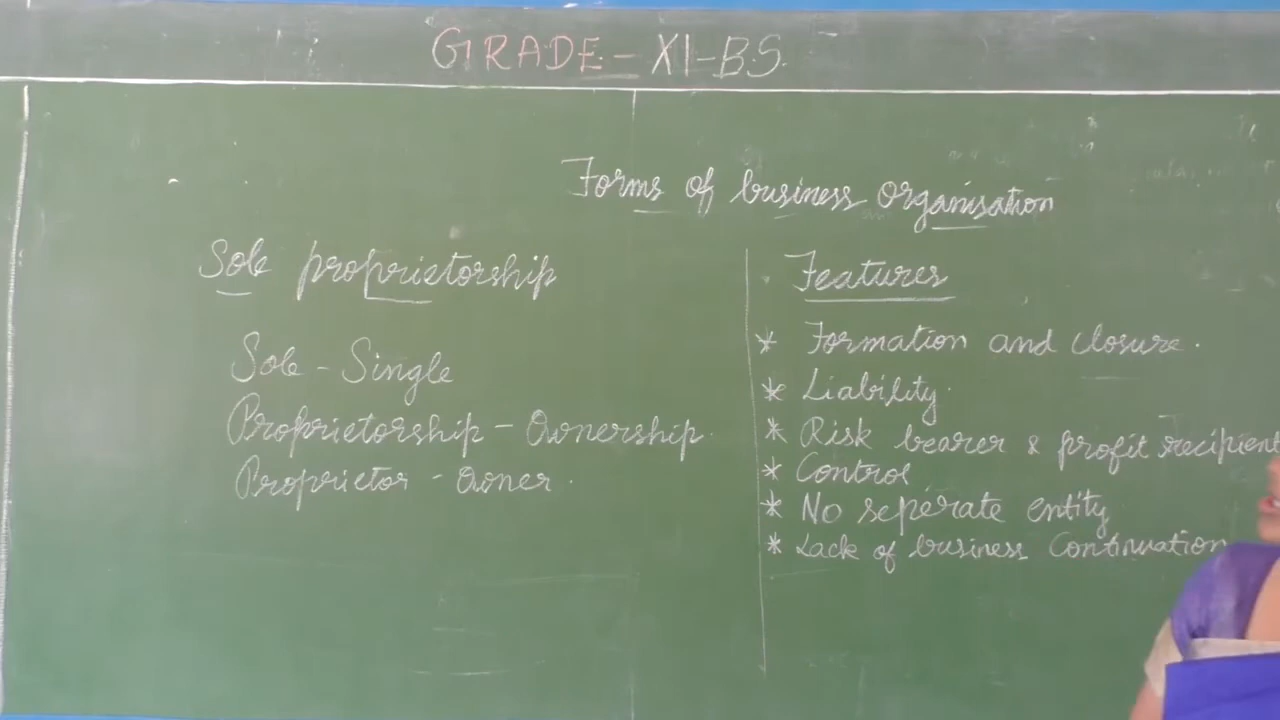 GRADE - XI-B.S.
Forms of business organisation
Sole proprietorship
Sole - Single
Proprietorship - Ownership.
Proprietor - owner.
Features
* Formation and closure.
* Liability
* Risk bearer & profit recipient
* Control
* No seperate entity
* Lack of business Continuation